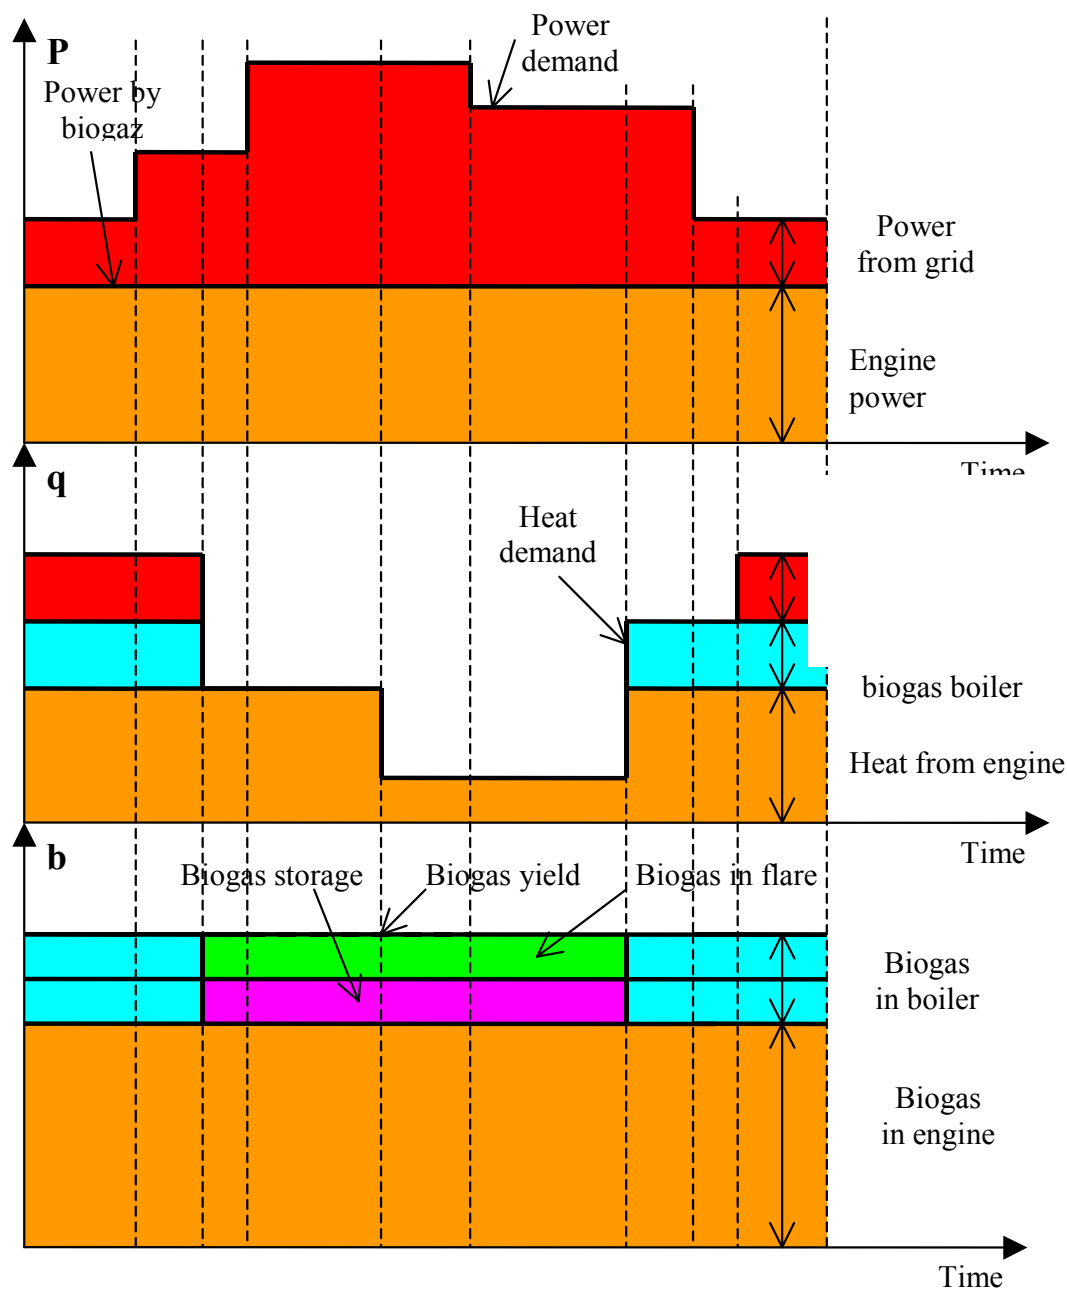 P
Power
demand
Power by
biogaz
Power
from grid
Engine
power
Time
q
Heat
demand
biogas boiler
Heat from engine
Time
b
Biogas storage
Biogas yield
Biogas in flare
Biogas
in boiler
Biogas
in engine
Time